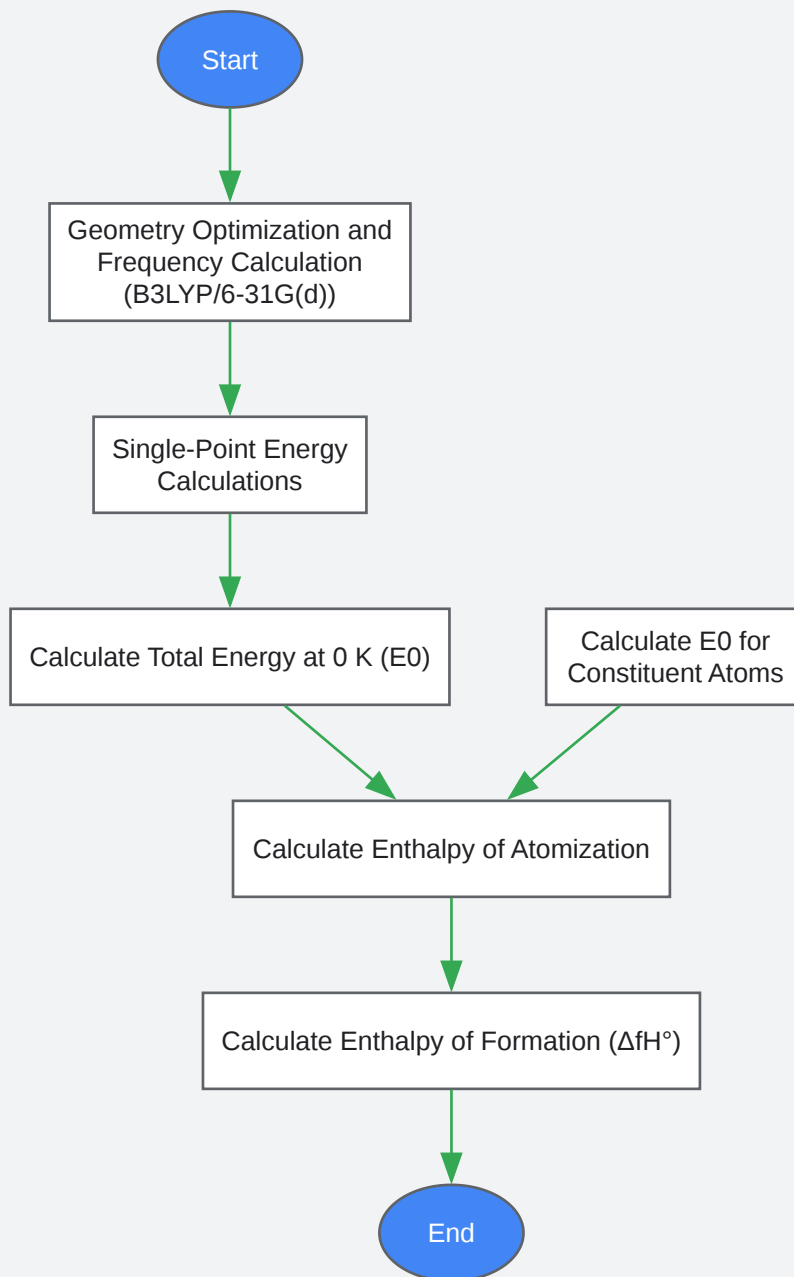 Start
Geometry Optimization and
Frequency Calculation
(B3LYP/6-31G(d))
Single-Point Energy
Calculations
Calculate Total Energy at 0 K (E0)
Calculate E0 for
Constituent Atoms
Calculate Enthalpy of Atomization
Calculate Enthalpy of Formation (ΔfH°)
End